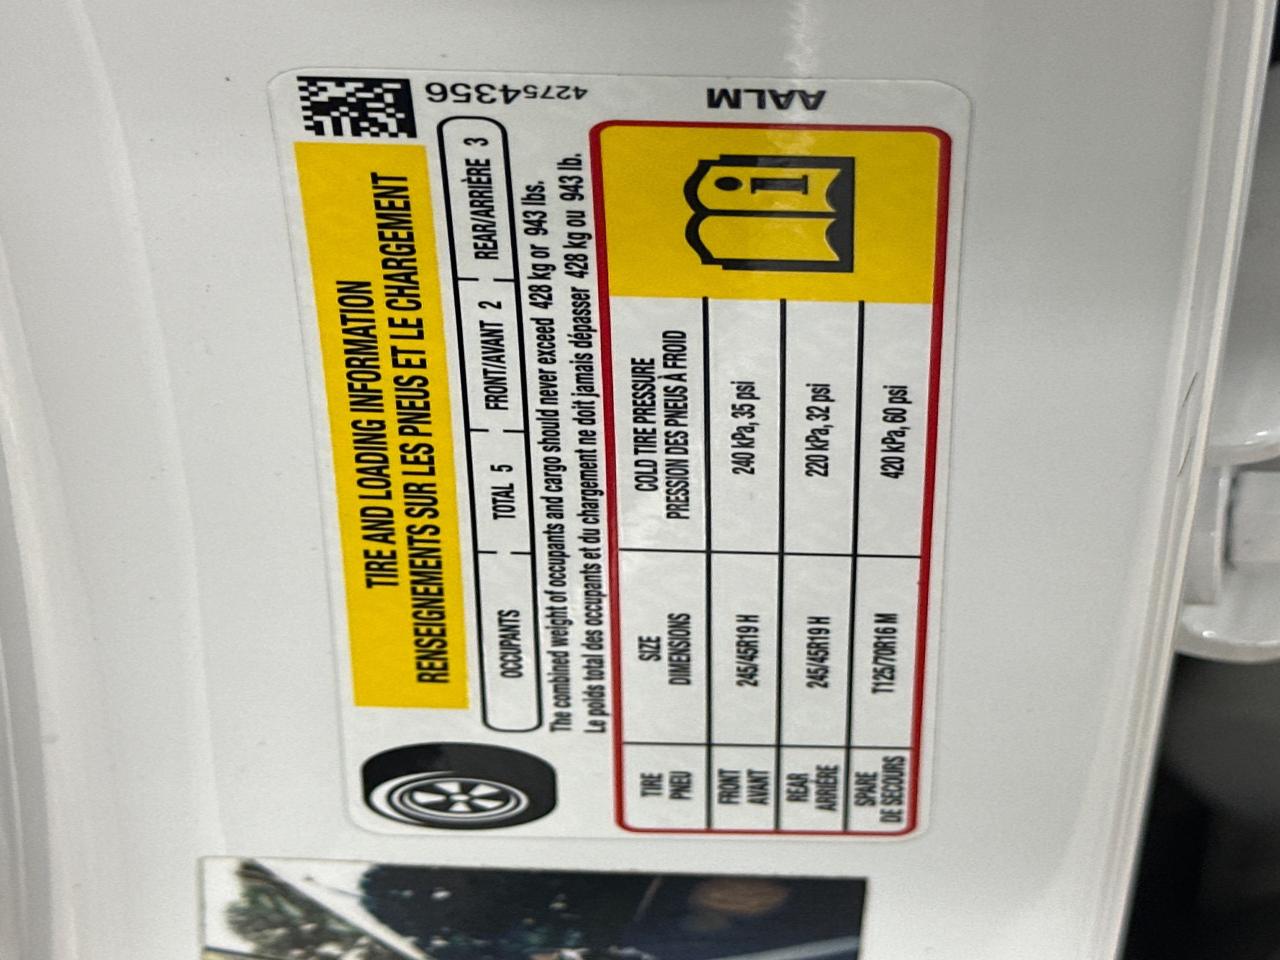 TIRE AND LOADING INFORMATION
RENSEIGNEMENTS SUR LES PNEUS ET LE CHARGEMENT
OCCUPANTS TOTAL 5 FRONT/AVANT 2 REAR/ARRIÈRE 3
The combined weight of occupants and cargo should never exceed 428 kg or 943 lbs.
Le poids total des occupants et du chargement ne doit jamais dépasser 428 kg ou 943 lb.
TIRE SIZE COLD TIRE PRESSURE
PNEU DIMENSIONS PRESSION DES PNEUS À FROID
FRONT
AVANT 245/45R19 H 240 kPa, 35 psi
REAR
ARRIÈRE 245/45R19 H 220 kPa, 32 psi
SPARE
DE SECOURS T125/70R16 M 420 kPa, 60 psi
i
42754356
AALM